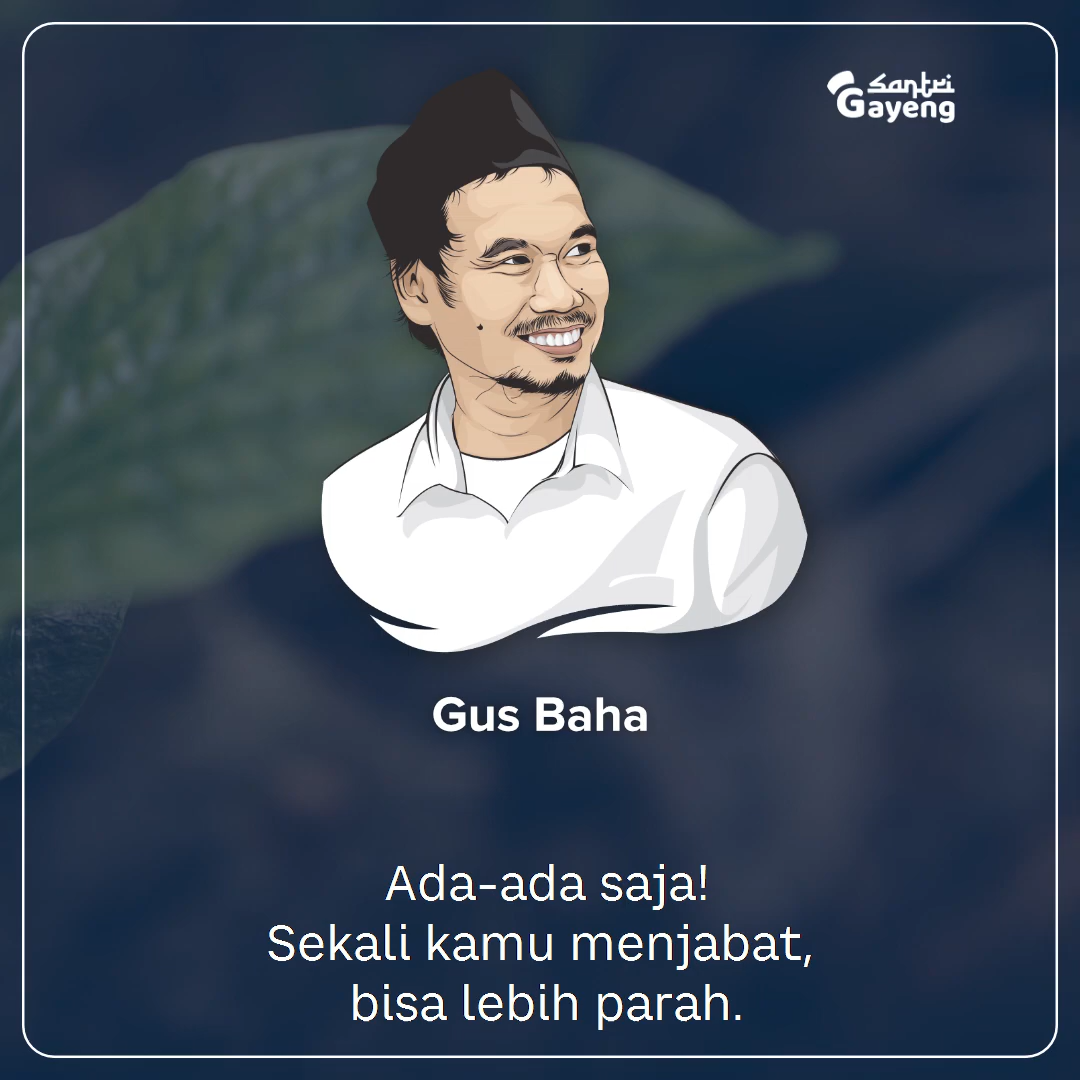 Santri
Gayeng
Gus Baha
Ada-ada saja!
Sekali kamu menjabat,
bisa lebih parah.